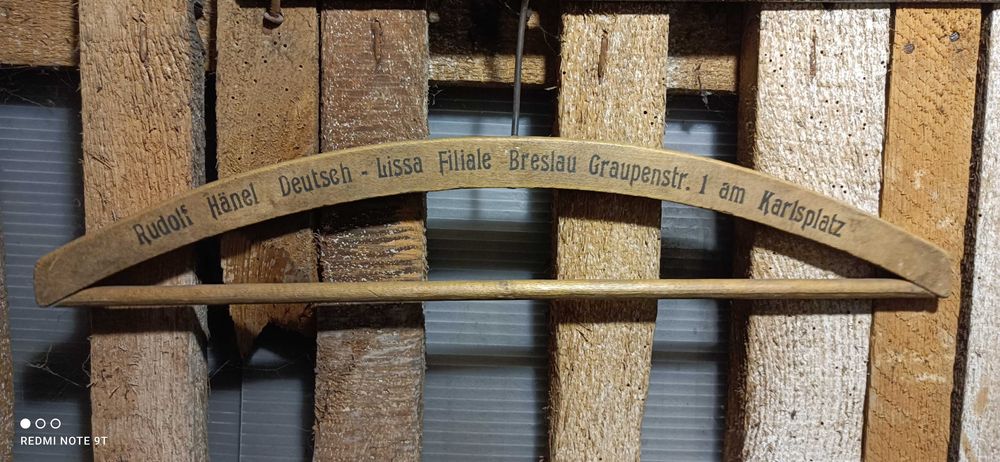 Rudolf Hänel Deutsch - Lissa Filiale Breslau Graupenstr. 1 am Karlsplatz
REDMI NOTE 9T